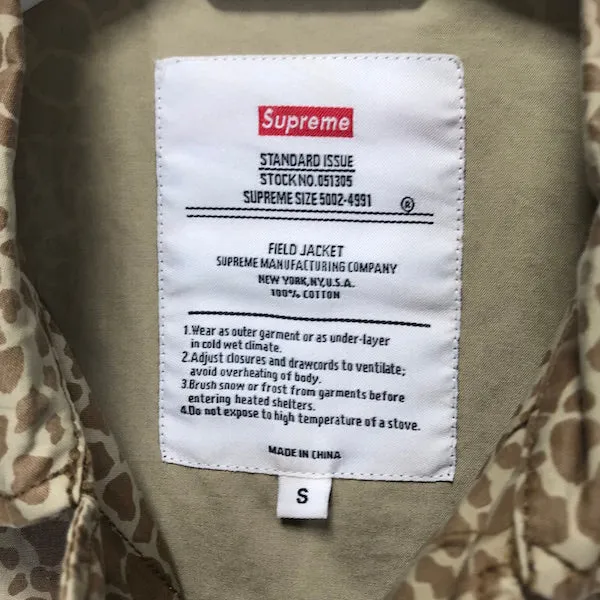 Supreme
STANDARD ISSUE
STOCK NO. 051305
SUPREME SIZE 5002-4991 ®
FIELD JACKET
SUPREME MANUFACTURING COMPANY
NEW YORK, NY, U.S.A.
100% COTTON
1. Wear as outer garment or as under-layer
in cold wet climate.
2. Adjust closures and drawcords to ventilate;
avoid overheating of body.
3. Brush snow or frost from garments before
entering heated shelters.
4. Do not expose to high temperature of a stove.
MADE IN CHINA
S